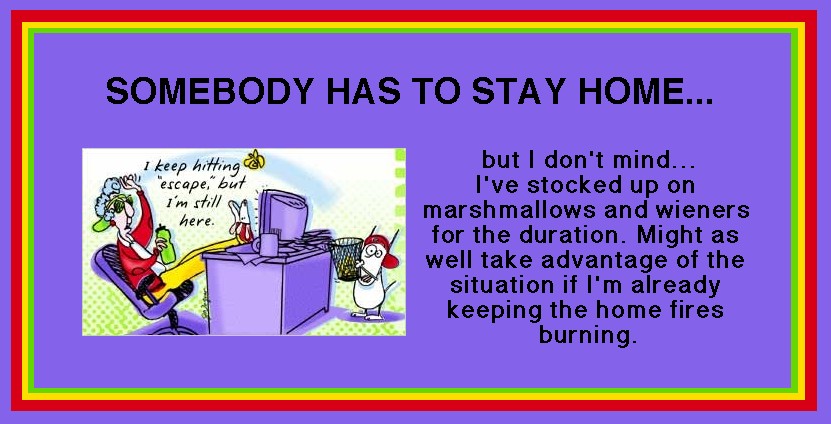 SOMEBODY HAS TO STAY HOME...
I keep hitting
"escape," but
I'm still
here.
but I don't mind...
I've stocked up on
marshmallows and wieners
for the duration. Might as
well take advantage of the
situation if I'm already
keeping the home fires
burning.